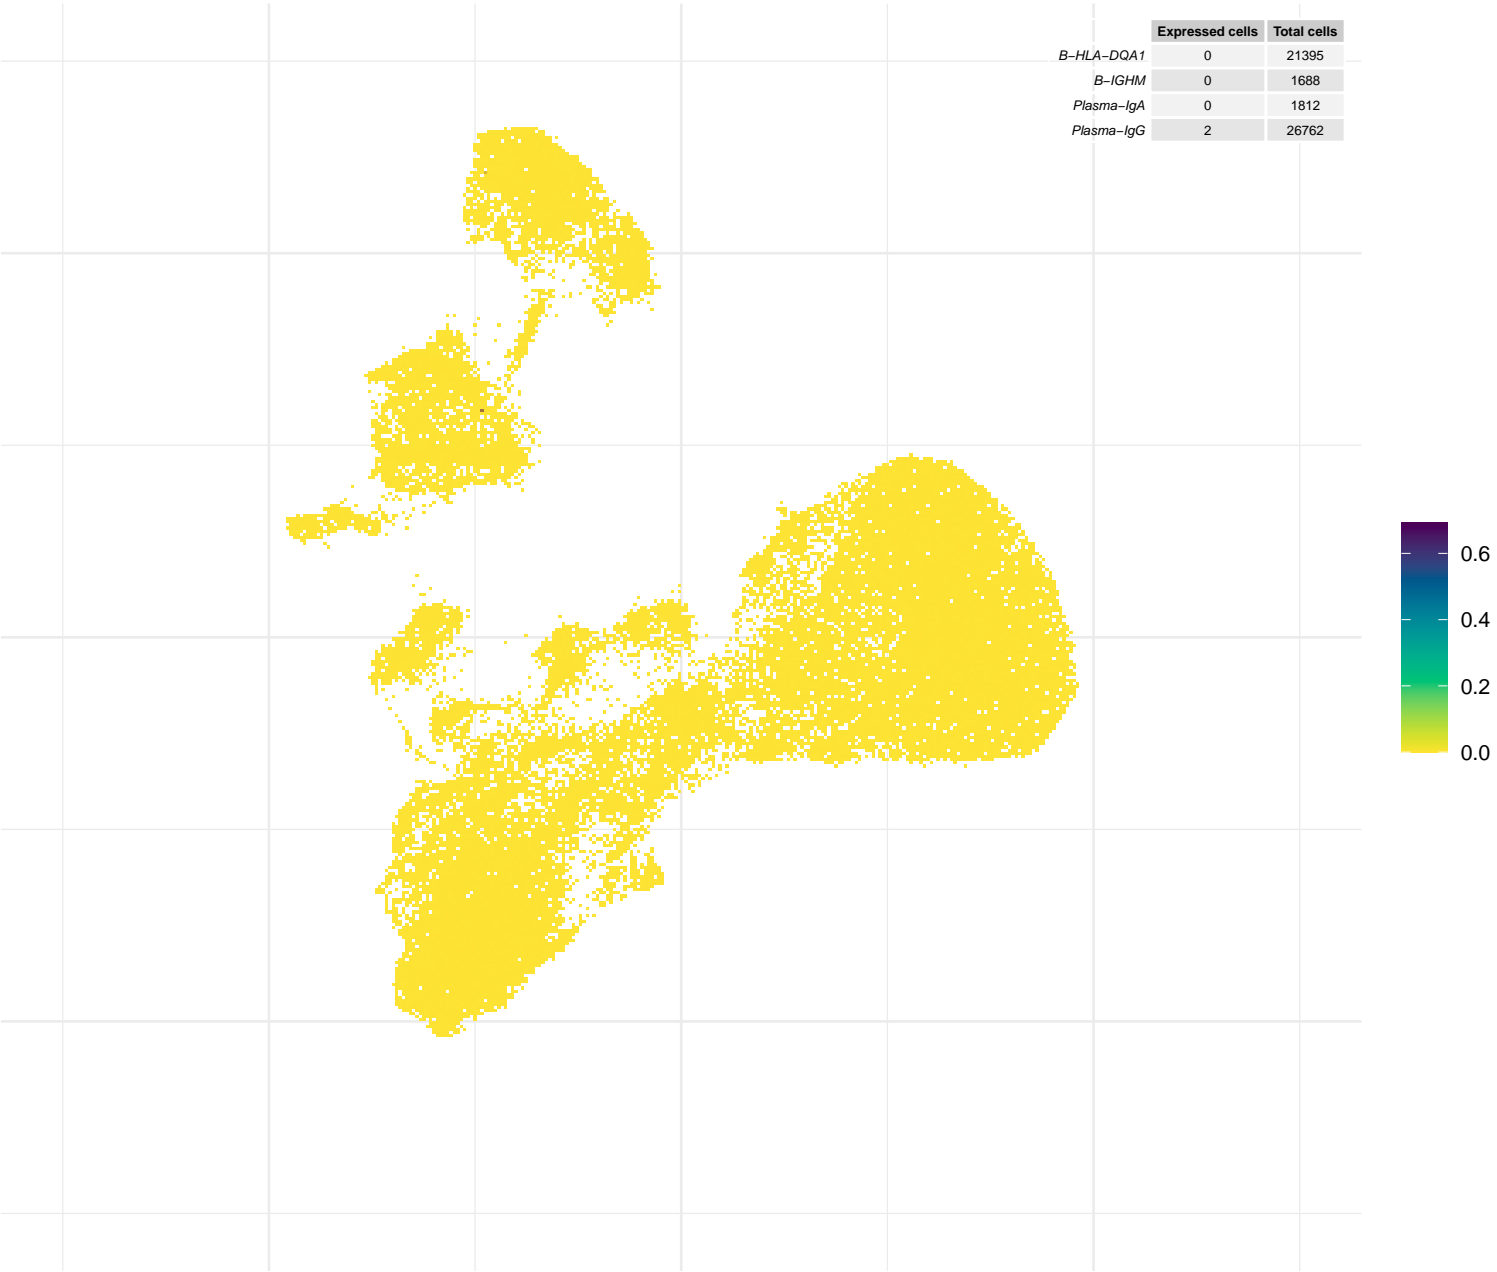 Expressed cells Total cells
B−HLA−DQA1 0 21395
B−IGHM 0 1688
Plasma−IgA 0 1812
Plasma−IgG 2 26762
0.6
0.4
0.2
0.0